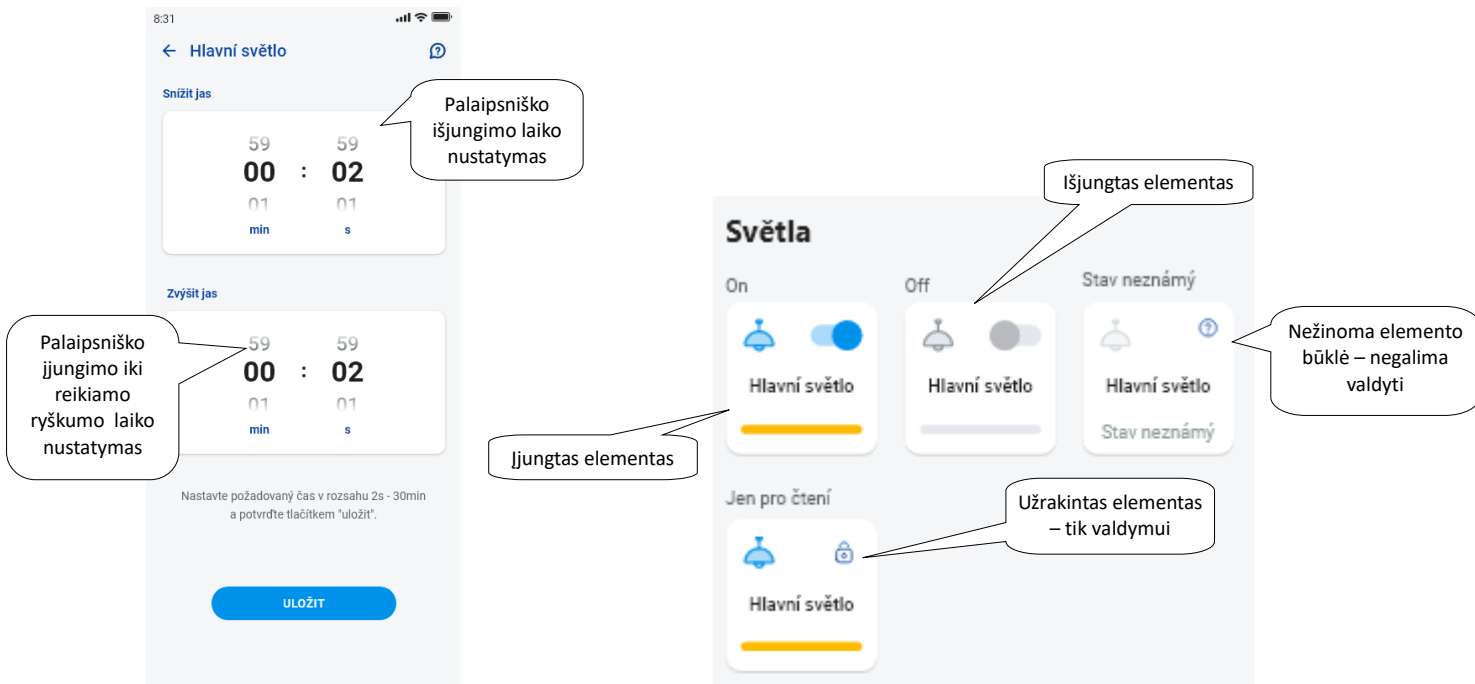 8:31
Hlavní světlo
Snížit jas
59 59
00 : 02
01 01
min s
Palaipsniško
išjungimo laiko
nustatymas
Zvýšit jas
59 59
00 : 02
01 01
min s
Palaipsniško
įjungimo iki
reikiamo
ryškumo laiko
nustatymas
Nastavte požadovaný čas v rozsahu 2s - 30min
a potvrďte tlačítkem "uložit".
ULOŽIT
Išjungtas elementas
Světla
On
Off
Stav neznámý
Hlavní světlo
Hlavní světlo
Hlavní světlo
Stav neznámý
Nežinoma elemento
būklė – negalima
valdyti
Įjungtas elementas
Jen pro čtení
Užrakintas elementas
– tik valdymui
Hlavní světlo